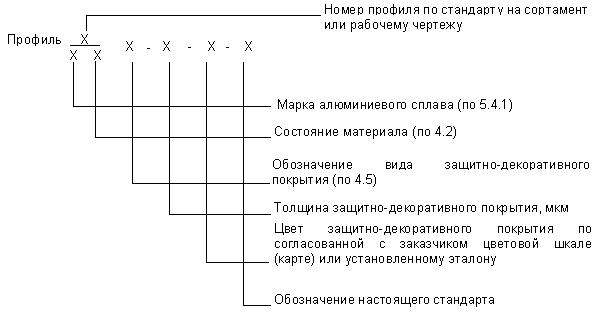 Номер профиля по стандарту на сортамент
или рабочему чертежу
Профиль X
X X X - X - X - X
Марка алюминиевого сплава (по 5.4.1)
Состояние материала (по 4.2)
Обозначение вида защитно-декоративного
покрытия (по 4.5)
Толщина защитно-декоративного покрытия, мкм
Цвет защитно-декоративного покрытия по
согласованной с заказчиком цветовой шкале
(карте) или установленному эталону
Обозначение настоящего стандарта